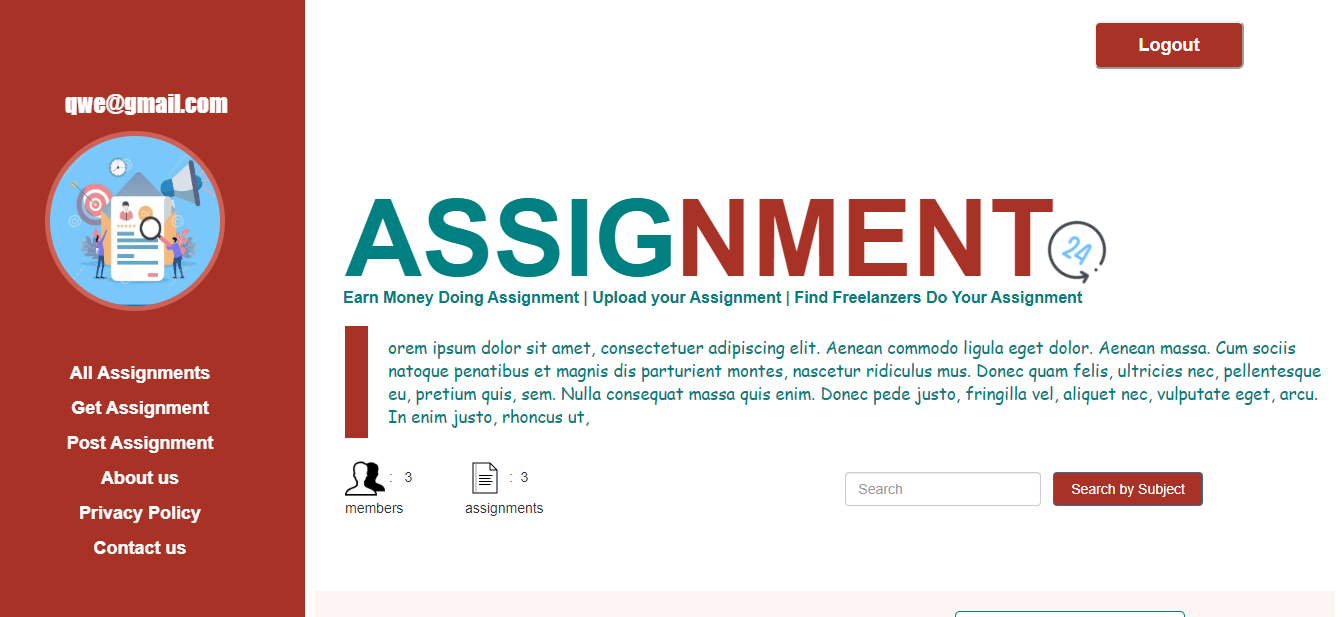 Logout
qwe@gmail.com
All Assignments
Get Assignment
Post Assignment
About us
Privacy Policy
Contact us
ASSIGNMENT
24
Earn Money Doing Assignment | Upload your Assignment | Find Freelanzers Do Your Assignment
orem ipsum dolor sit amet, consectetuer adipiscing elit. Aenean commodo ligula eget dolor. Aenean massa. Cum sociis
natoque penatibus et magnis dis parturient montes, nascetur ridiculus mus. Donec quam felis, ultricies nec, pellentesque
eu, pretium quis, sem. Nulla consequat massa quis enim. Donec pede justo, fringilla vel, aliquet nec, vulputate eget, arcu.
In enim justo, rhoncus ut,
: 3
members
: 3
assignments
Search
Search by Subject